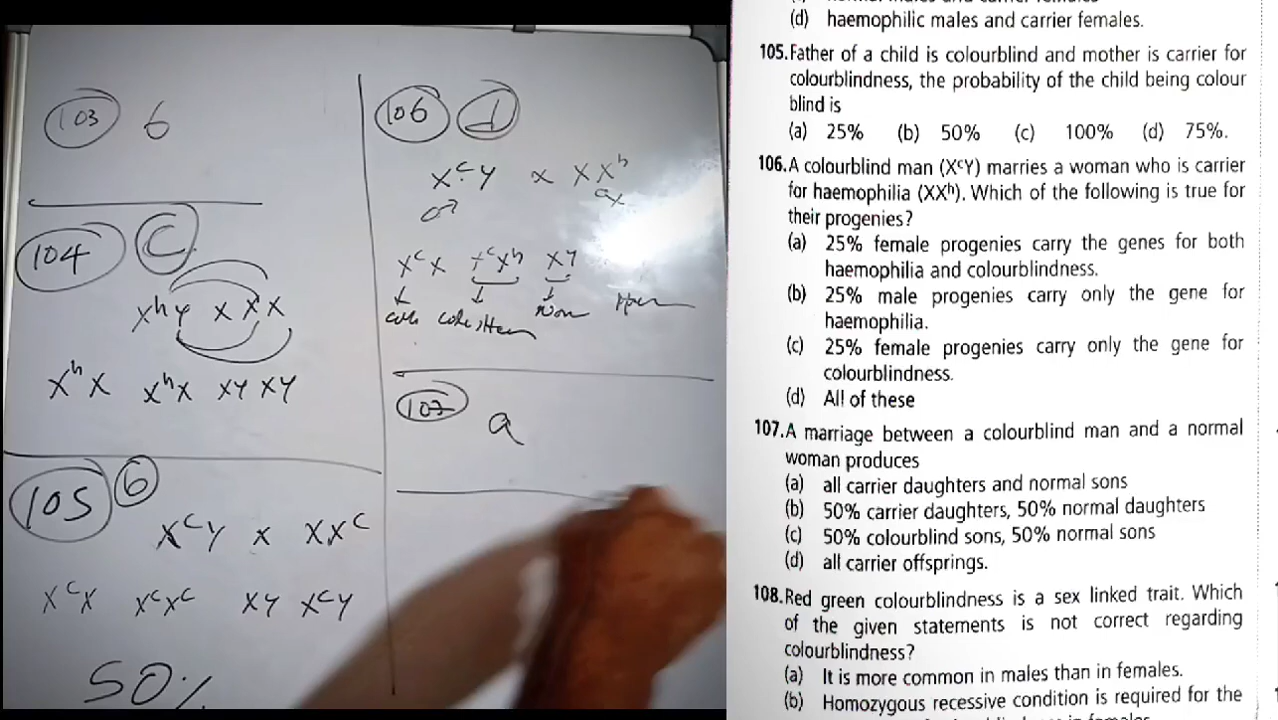 103 6
104 C
XʰY x XX
XʰX XʰX XY XY
105 b
XᶜY x XXᶜ
XᶜX XᶜXᶜ XY XᶜY
50%
106 d
XᶜY x XXʰ
XᶜX XᶜXʰ XY
107 a
(d) haemophilic males and carrier females.
105. Father of a child is colourblind and mother is carrier for
colourblindness, the probability of the child being colour
blind is
(a) 25% (b) 50% (c) 100% (d) 75%.
106. A colourblind man (XᶜY) marries a woman who is carrier
for haemophilia (XXʰ). Which of the following is true for
their progenies?
(a) 25% female progenies carry the genes for both
haemophilia and colourblindness.
(b) 25% male progenies carry only the gene for
haemophilia.
(c) 25% female progenies carry only the gene for
colourblindness.
(d) All of these
107. A marriage between a colourblind man and a normal
woman produces
(a) all carrier daughters and normal sons
(b) 50% carrier daughters, 50% normal daughters
(c) 50% colourblind sons, 50% normal sons
(d) all carrier offsprings.
108. Red green colourblindness is a sex linked trait. Which
of the given statements is not correct regarding
colourblindness?
(a) It is more common in males than in females.
(b) Homozygous recessive condition is required for the